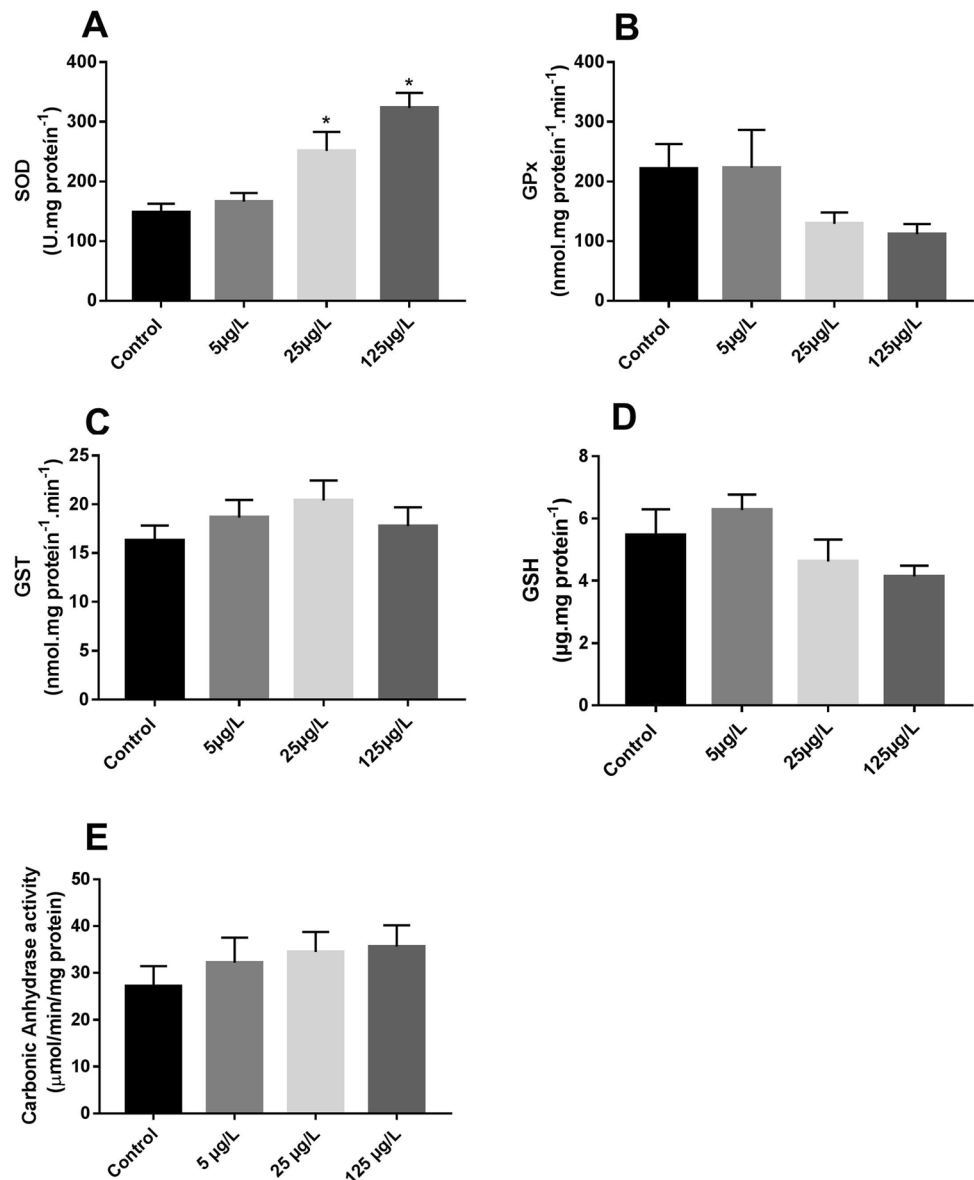 A
SOD
(U.mg proteín⁻¹)
400
300
200
100
0
*
*
Control
5µg/L
25µg/L
125µg/L
B
GPx
(nmol.mg proteín⁻¹.min⁻¹)
400
300
200
100
0
Control
5µg/L
25µg/L
125µg/L
C
GST
(nmol.mg proteín⁻¹.min⁻¹)
25
20
15
10
5
0
Control
5µg/L
25µg/L
125µg/L
D
GSH
(µg.mg proteín⁻¹)
8
6
4
2
0
Control
5µg/L
25µg/L
125µg/L
E
Carbonic Anhydrase activity
(µmol/min/mg protein)
50
40
30
20
10
0
Control
5 µg/L
25 µg/L
125 µg/L